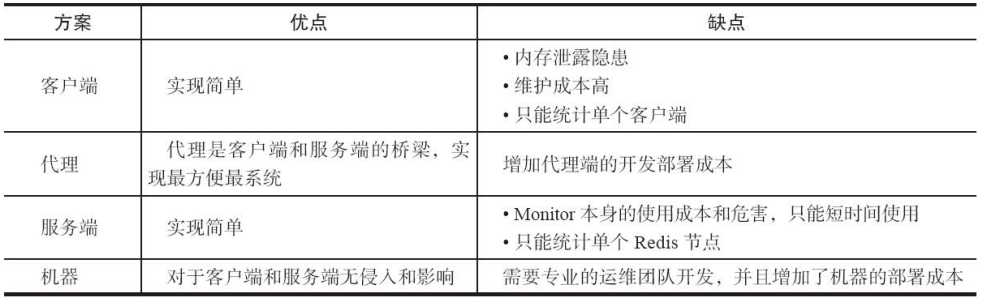 方案 优点 缺点
客户端 实现简单 • 内存泄露隐患
• 维护成本高
• 只能统计单个客户端
代理 代理是客户端和服务端的桥梁，实 增加代理端的开发部署成本
现最方便最系统
服务端 实现简单 • Monitor 本身的使用成本和危害，只能短时间使用
• 只能统计单个 Redis 节点
机器 对于客户端和服务端无侵入和影响 需要专业的运维团队开发，并且增加了机器的部署成本